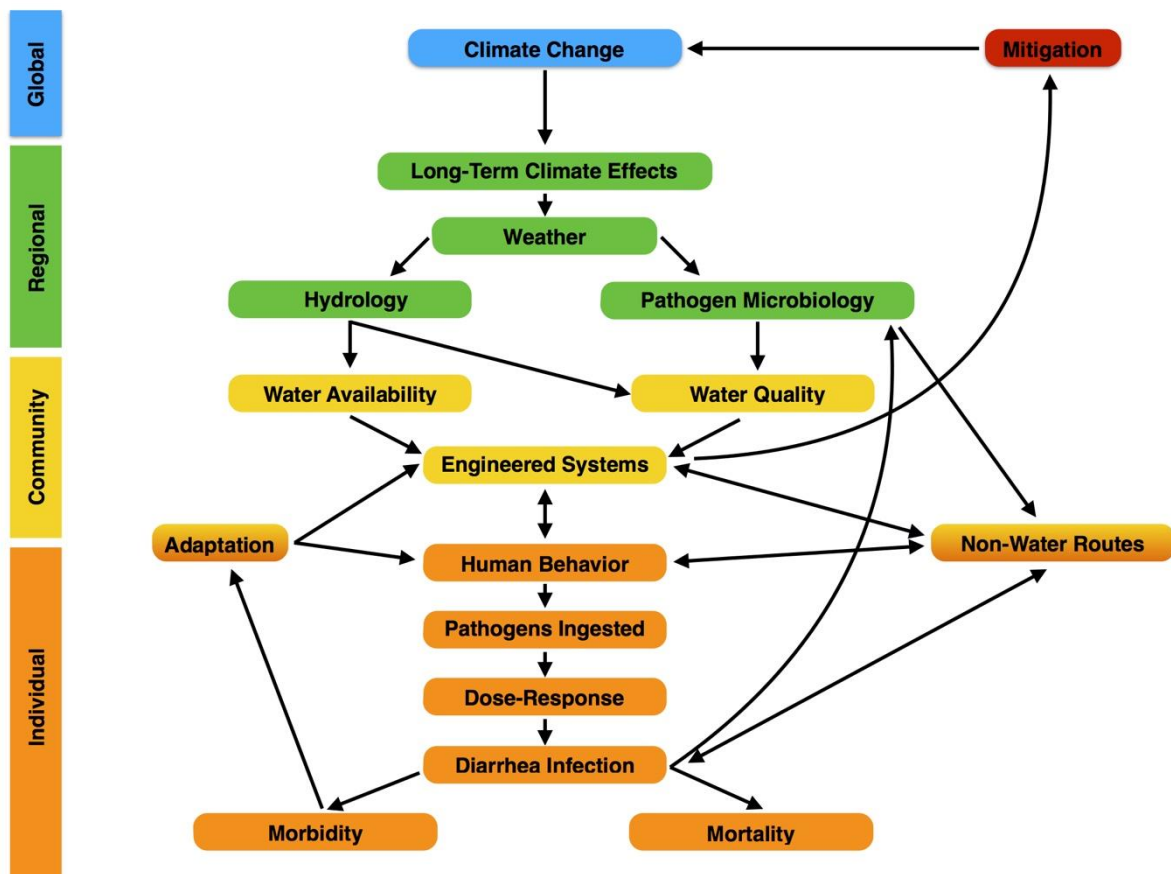 Global
Climate Change
Mitigation
Regional
Long-Term Climate Effects
Weather
Hydrology
Pathogen Microbiology
Community
Water Availability
Water Quality
Engineered Systems
Adaptation
Non-Water Routes
Individual
Human Behavior
Pathogens Ingested
Dose-Response
Diarrhea Infection
Morbidity
Mortality